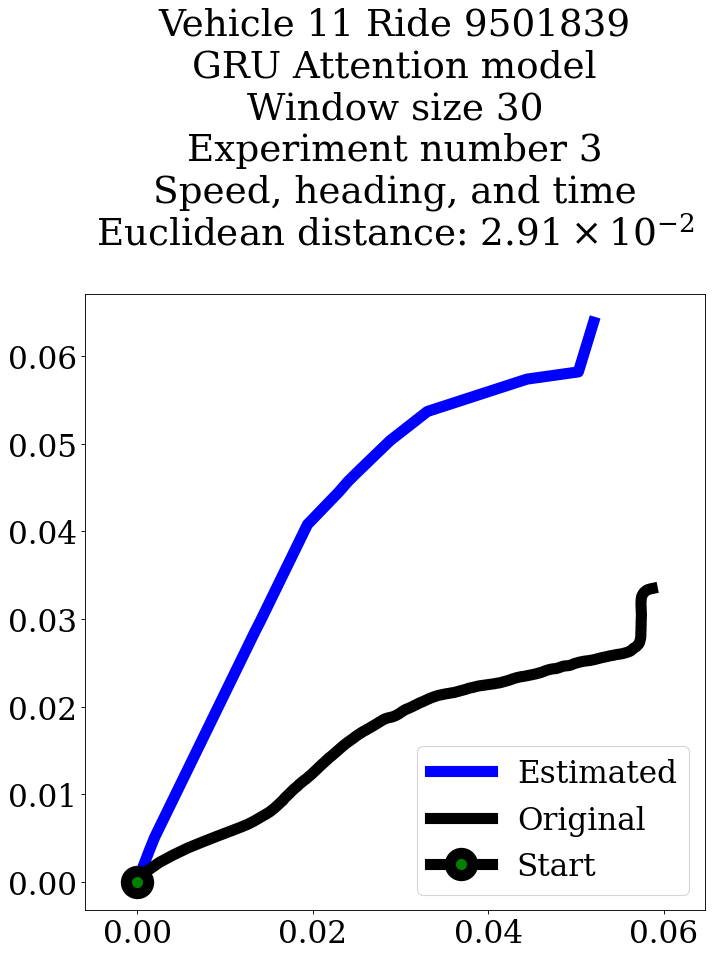 Vehicle 11 Ride 9501839
GRU Attention model
Window size 30
Experiment number 3
Speed, heading, and time
Euclidean distance: 2.91 × 10⁻²
0.06
0.05
0.04
0.03
0.02
0.01
0.00
Estimated
Original
Start
0.00 0.02 0.04 0.06